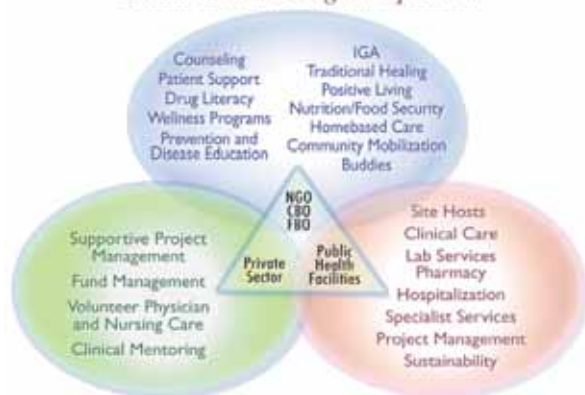 Counseling
Patient Support
Drug Literacy
Wellness Programs
Prevention and
Disease Education
IGA
Traditional Healing
Positive Living
Nutrition/Food Security
Homebased Care
Community Mobilization
Buddies
NGO
CBO
FBO
Private
Sector
Public
Health
Facilities
Supportive Project
Management
Fund Management
Volunteer Physician
and Nursing Care
Clinical Mentoring
Site Hosts
Clinical Care
Lab Services
Pharmacy
Hospitalization
Specialist Services
Project Management
Sustainability